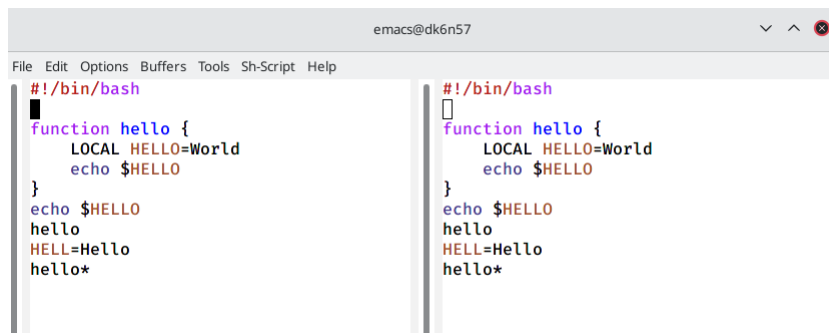 emacs@dk6n57
File Edit Options Buffers Tools Sh-Script Help
#!/bin/bash
function hello {
    LOCAL HELLO=World
    echo $HELLO
}
echo $HELLO
hello
HELL=Hello
hello*
#!/bin/bash
function hello {
    LOCAL HELLO=World
    echo $HELLO
}
echo $HELLO
hello
HELL=Hello
hello*